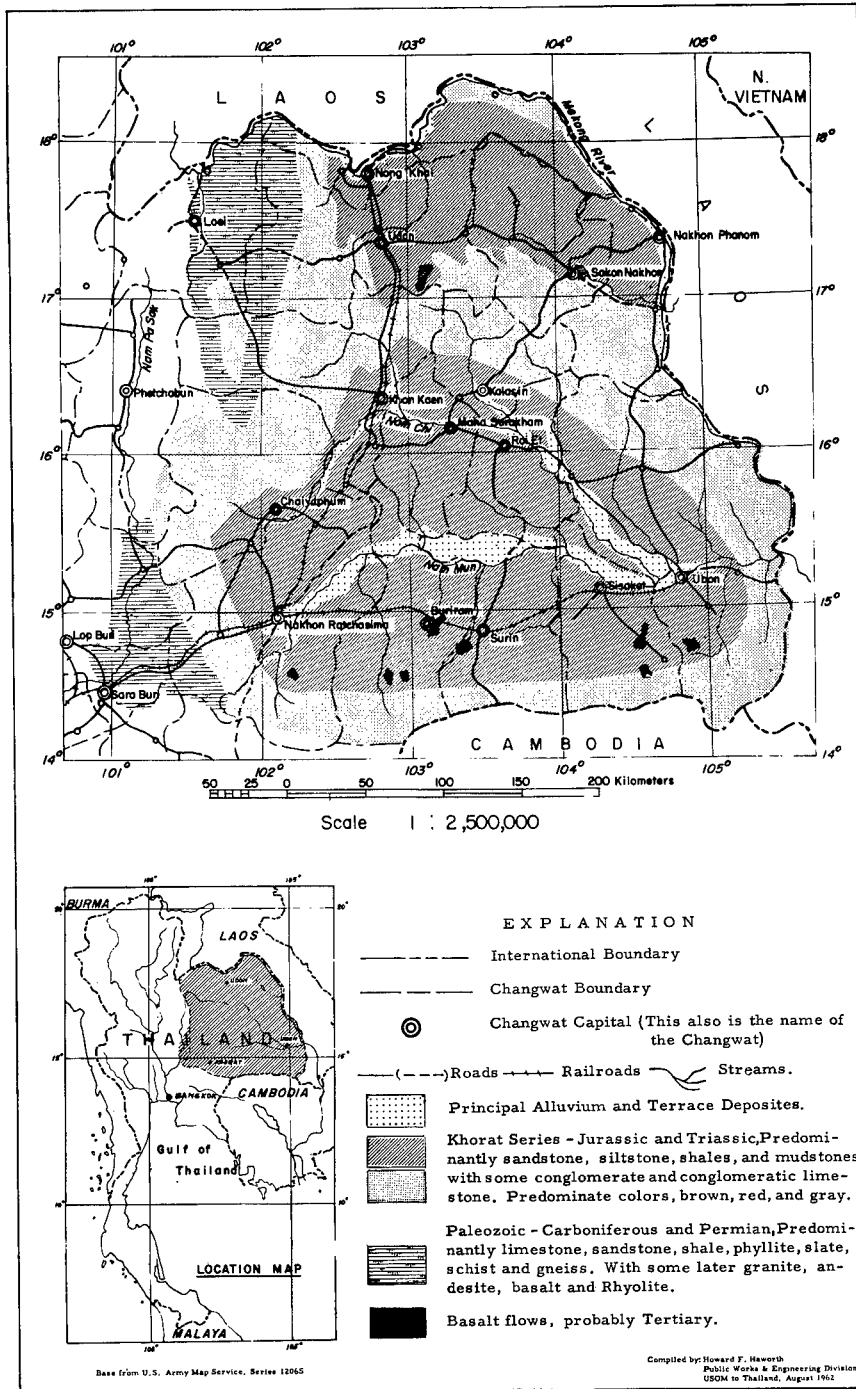 101° 102° 103° 104° 105°
N. VIETNAM
L A O S
Mekong River
L A O S
18° 18°
Nong Khai
Loei
Udon
Nakhon Phanom
Sakon Nakhon
17° 17°
Nam Pa Sak
Phetchabun
Khon Kaen
Kalasin
Nam Chi
Maha Sarakham
Roi Et
16° 16°
Chaiyaphum
Nam Mun
Ubon
Sisaket
15° 15°
Buriram
Nakhon Ratchasima
Surin
Lop Buri
Sara Buri
C A M B O D I A
14° 14°
101° 102° 103° 104° 105°
50 25 0 50 100 150 200 Kilometers
Scale 1 : 2,500,000
BURMA
LAOS
UDON
THAILAND
UBON
KORAT
BANGKOK
CAMBODIA
Gulf of
Thailand
LOCATION MAP
MALAYA
Base from U.S. Army Map Service, Series 1206S
E X P L A N A T I O N
International Boundary
Changwat Boundary
Changwat Capital (This also is the name of
the Changwat)
(---)Roads Railroads Streams.
Principal Alluvium and Terrace Deposites.
Khorat Series - Jurassic and Triassic,Predomi-
nantly sandstone, siltstone, shales, and mudstones
with some conglomerate and conglomeratic lime-
stone. Predominate colors, brown, red, and gray.
Paleozoic - Carboniferous and Permian,Predomi-
nantly limestone, sandstone, shale, phyllite, slate,
schist and gneiss. With some later granite, an-
desite, basalt and Rhyolite.
Basalt flows, probably Tertiary.
Compiled by: Howard F. Haworth
Public Works & Engineering Division
USOM to Thailand, August 1962